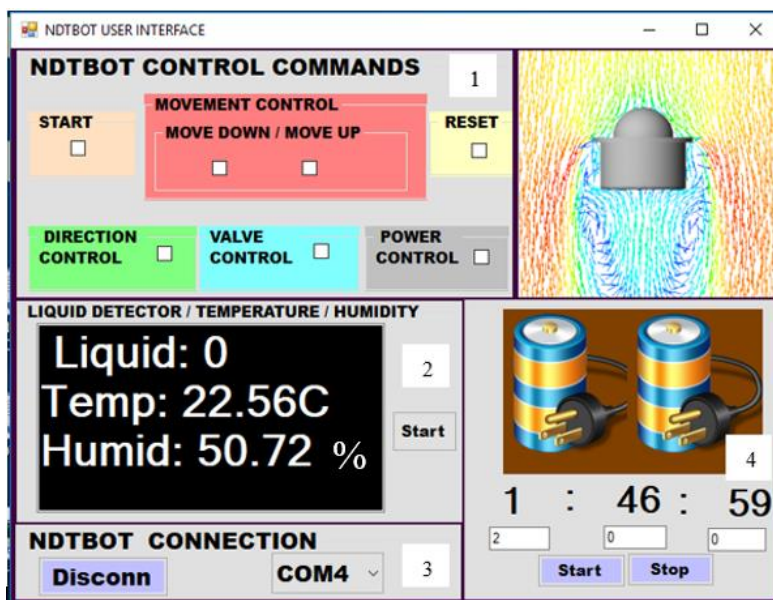 NDTBOT USER INTERFACE
NDTBOT CONTROL COMMANDS
1
START
MOVEMENT CONTROL
MOVE DOWN / MOVE UP
RESET
DIRECTION
CONTROL
VALVE
CONTROL
POWER
CONTROL
LIQUID DETECTOR / TEMPERATURE / HUMIDITY
Liquid: 0
Temp: 22.56C
Humid: 50.72 %
2
Start
NDTBOT CONNECTION
Disconn
COM4
3
4
1 : 46 : 59
2 0 0
Start Stop